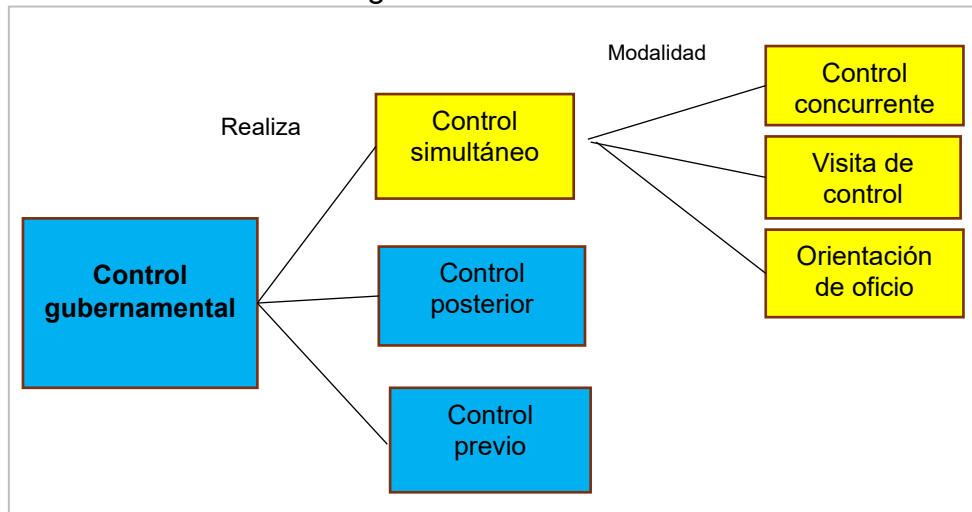 Modalidad
Control
concurrente
Realiza
Control
simultáneo
Visita de
control
Control
gubernamental
Control
posterior
Orientación
de oficio
Control
previo